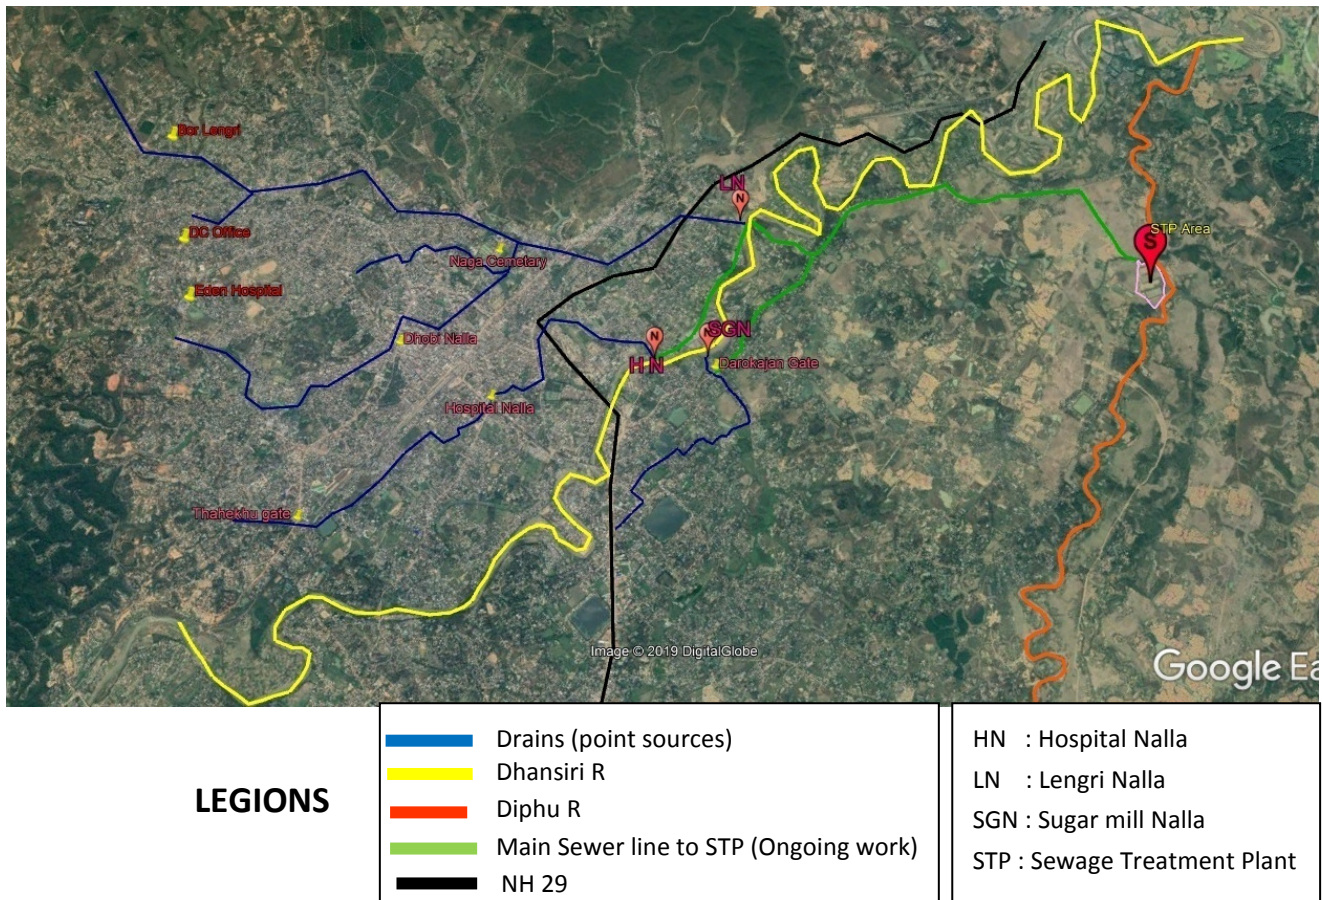 Bor Lengri
LN
N
DC Office
STP Area
S
Naga Cemetary
Eden Hospital
N
N
SGN
Dhobi Nalla
H N
Darokajan Gate
Hospital Nalla
Thahekhu gate
Image © 2019 DigitalGlobe
Google Ea
LEGIONS
Drains (point sources)
Dhansiri R
Diphu R
Main Sewer line to STP (Ongoing work)
NH 29
HN : Hospital Nalla
LN : Lengri Nalla
SGN : Sugar mill Nalla
STP : Sewage Treatment Plant